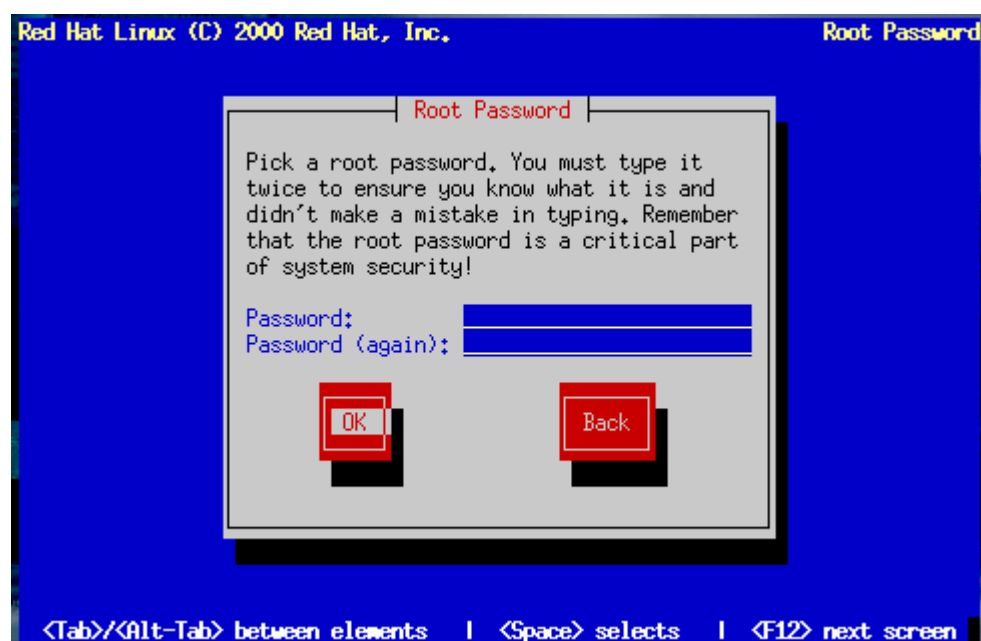 Red Hat Linux (C) 2000 Red Hat, Inc. Root Password
Root Password
Pick a root password. You must type it
twice to ensure you know what it is and
didn't make a mistake in typing. Remember
that the root password is a critical part
of system security!
Password:
Password (again):
OK Back
<Tab>/<Alt-Tab> between elements | <Space> selects | <F12> next screen